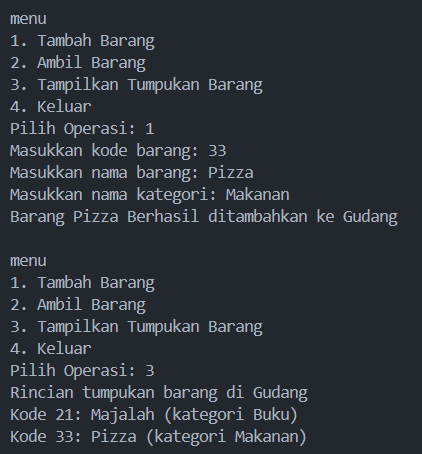 menu
1. Tambah Barang
2. Ambil Barang
3. Tampilkan Tumpukan Barang
4. Keluar
Pilih Operasi: 1
Masukkan kode barang: 33
Masukkan nama barang: Pizza
Masukkan nama kategori: Makanan
Barang Pizza Berhasil ditambahkan ke Gudang

menu
1. Tambah Barang
2. Ambil Barang
3. Tampilkan Tumpukan Barang
4. Keluar
Pilih Operasi: 3
Rincian tumpukan barang di Gudang
Kode 21: Majalah (kategori Buku)
Kode 33: Pizza (kategori Makanan)